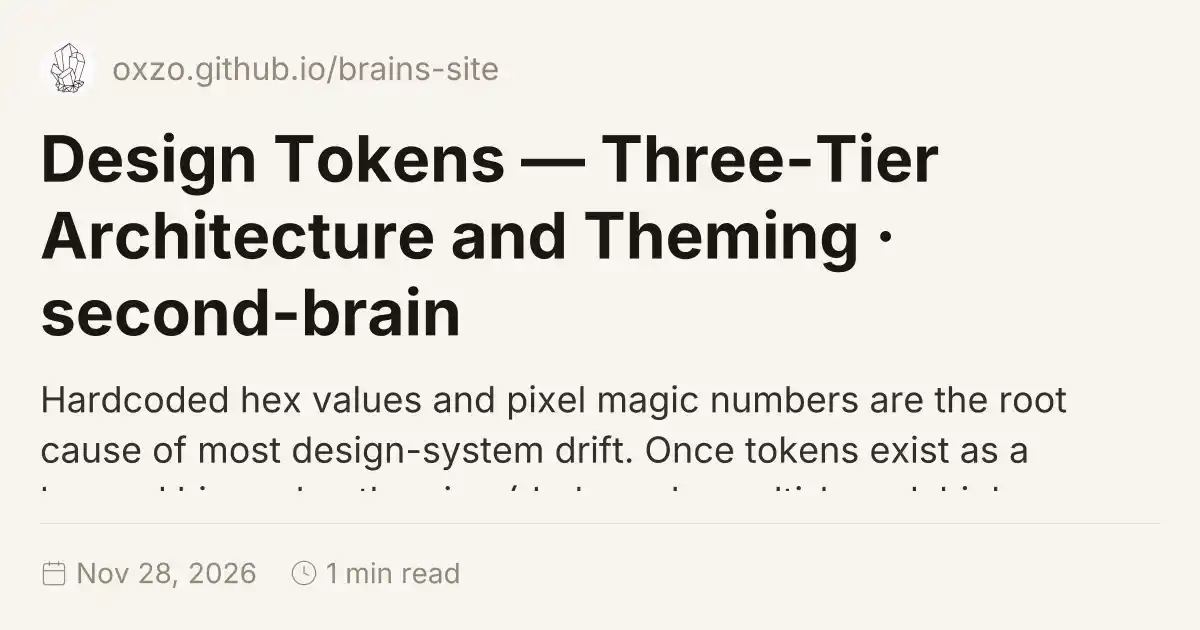 oxzo.github.io/brains-site
Design Tokens — Three-Tier
Architecture and Theming ·
second-brain
Hardcoded hex values and pixel magic numbers are the root
cause of most design-system drift. Once tokens exist as a
Nov 28, 2026 1 min read